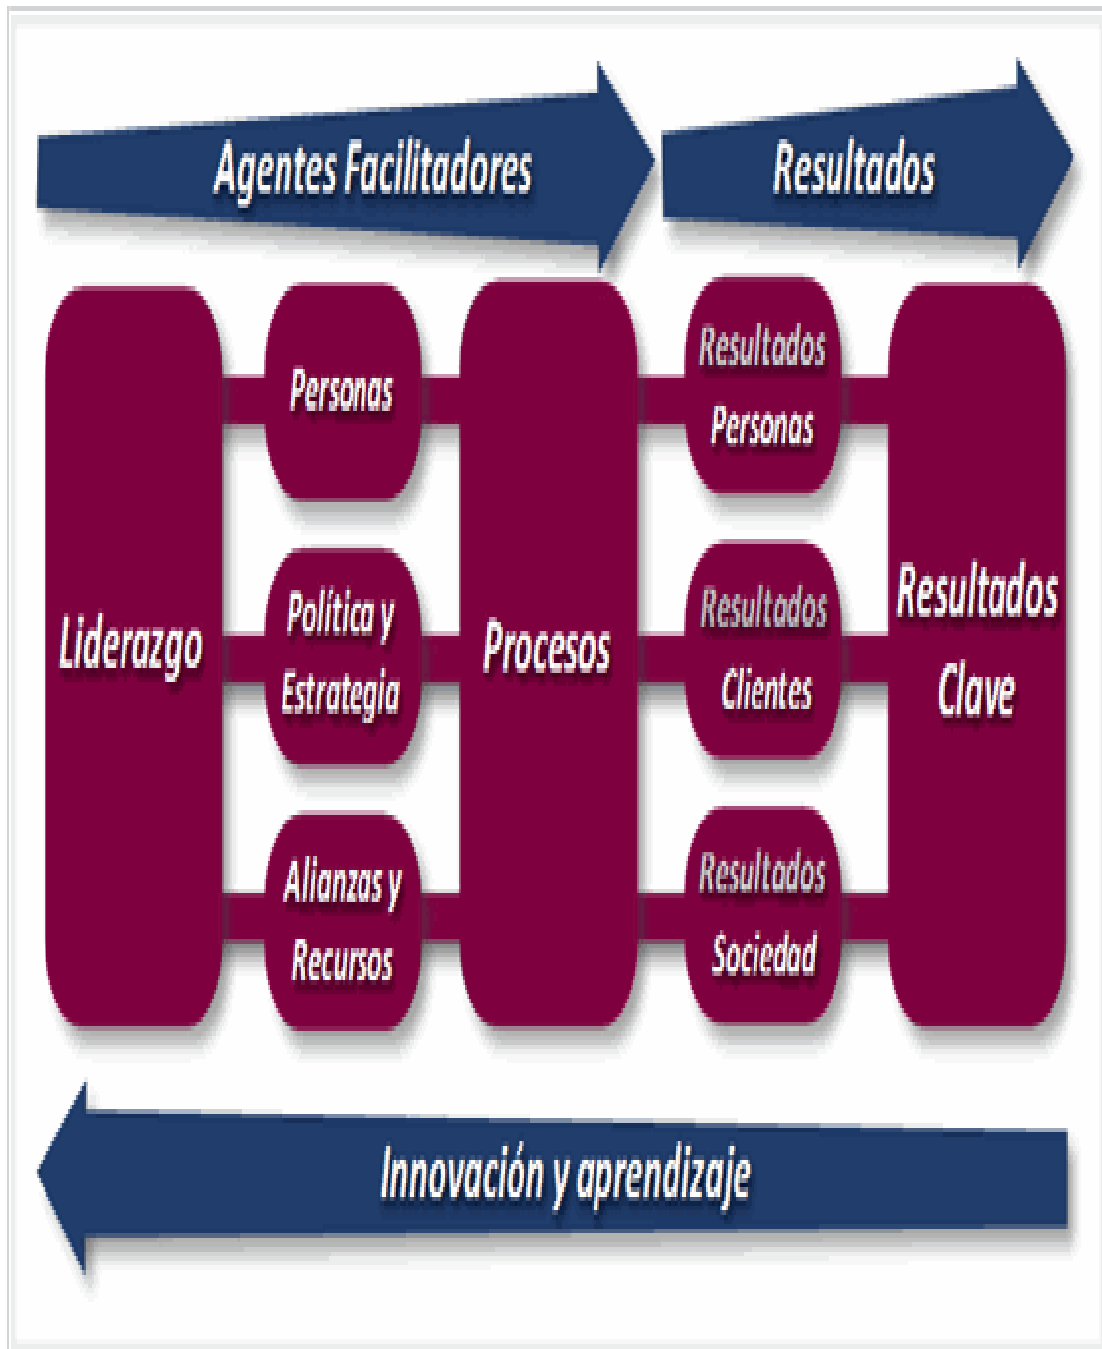 Agentes Facilitadores
Resultados
Liderazgo
Personas
Política y
Estrategia
Alianzas y
Recursos
Procesos
Resultados
Personas
Resultados
Clientes
Resultados
Sociedad
Resultados
Clave
Innovación y aprendizaje